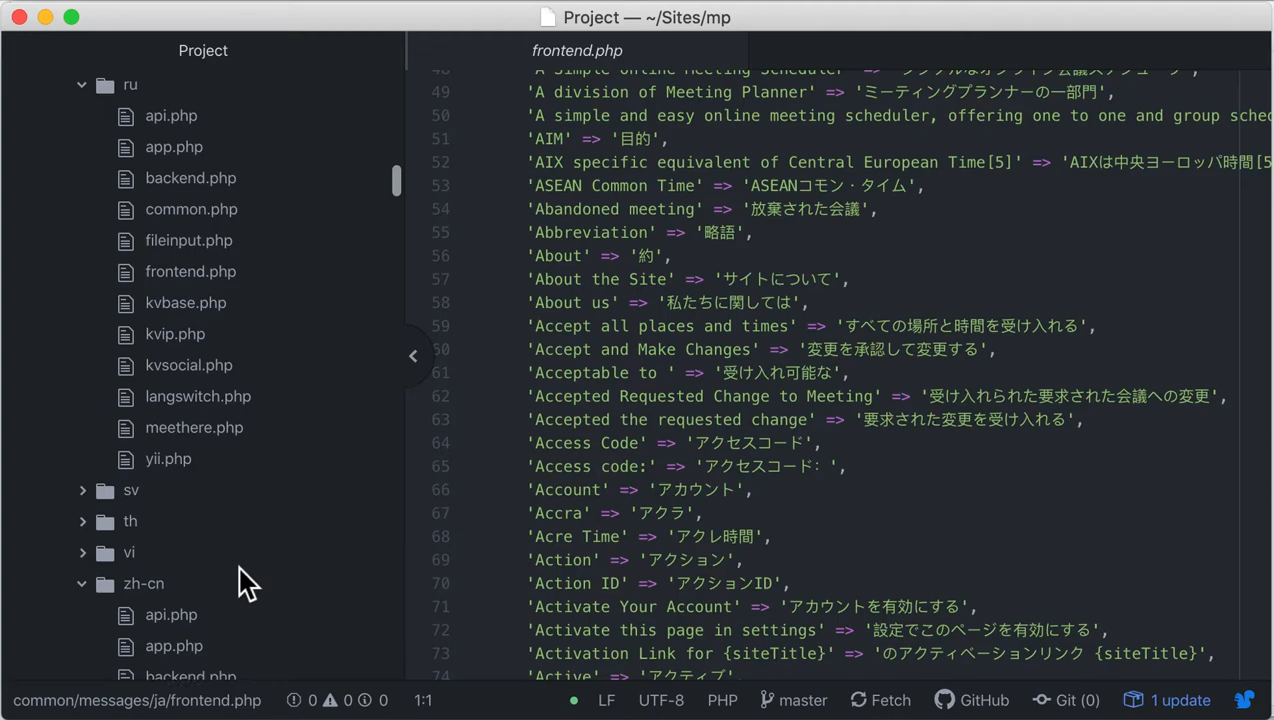 Project — ~/Sites/mp
Project
ru
api.php
app.php
backend.php
common.php
fileinput.php
frontend.php
kvbase.php
kvip.php
kvsocial.php
langswitch.php
meethere.php
yii.php
sv
th
vi
zh-cn
api.php
app.php
backend.php
frontend.php
49 'A division of Meeting Planner' => 'ミーティングプランナーの一部門',
50 'A simple and easy online meeting scheduler, offering one to one and group
51 'AIM' => '目的',
52 'AIX specific equivalent of Central European Time[5]' => 'AIXは中央ヨーロッパ時間[5
53 'ASEAN Common Time' => 'ASEANコモン・タイム',
54 'Abandoned meeting' => '放棄された会議',
55 'Abbreviation' => '略語',
56 'About' => '約',
57 'About the Site' => 'サイトについて',
58 'About us' => '私たちに関しては',
59 'Accept all places and times' => 'すべての場所と時間を受け入れる',
60 'Accept and Make Changes' => '変更を承認して変更する',
61 'Acceptable to ' => '受け入れ可能な',
62 'Accepted Requested Change to Meeting' => '受け入れられた要求された会議への変更',
63 'Accepted the requested change' => '要求された変更を受け入れる',
64 'Access Code' => 'アクセスコード',
65 'Access code:' => 'アクセスコード: ',
66 'Account' => 'アカウント',
67 'Accra' => 'アクラ',
68 'Acre Time' => 'アクレ時間',
69 'Action' => 'アクション',
70 'Action ID' => 'アクションID',
71 'Activate Your Account' => 'アカウントを有効にする',
72 'Activate this page in settings' => '設定でこのページを有効にする',
73 'Activation Link for {siteTitle}' => 'のアクティベーションリンク {siteTitle}',
74 'Active' => 'アクティブ',
common/messages/ja/frontend.php 0 0 0 1:1 LF UTF-8 PHP master Fetch GitHub Git (0) 1 update